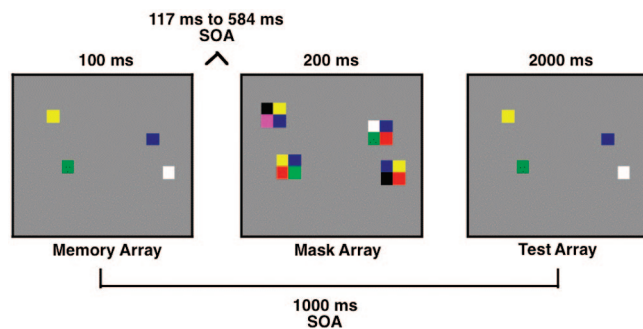 117 ms to 584 ms
SOA
100 ms
200 ms
2000 ms
Memory Array
Mask Array
Test Array
1000 ms
SOA